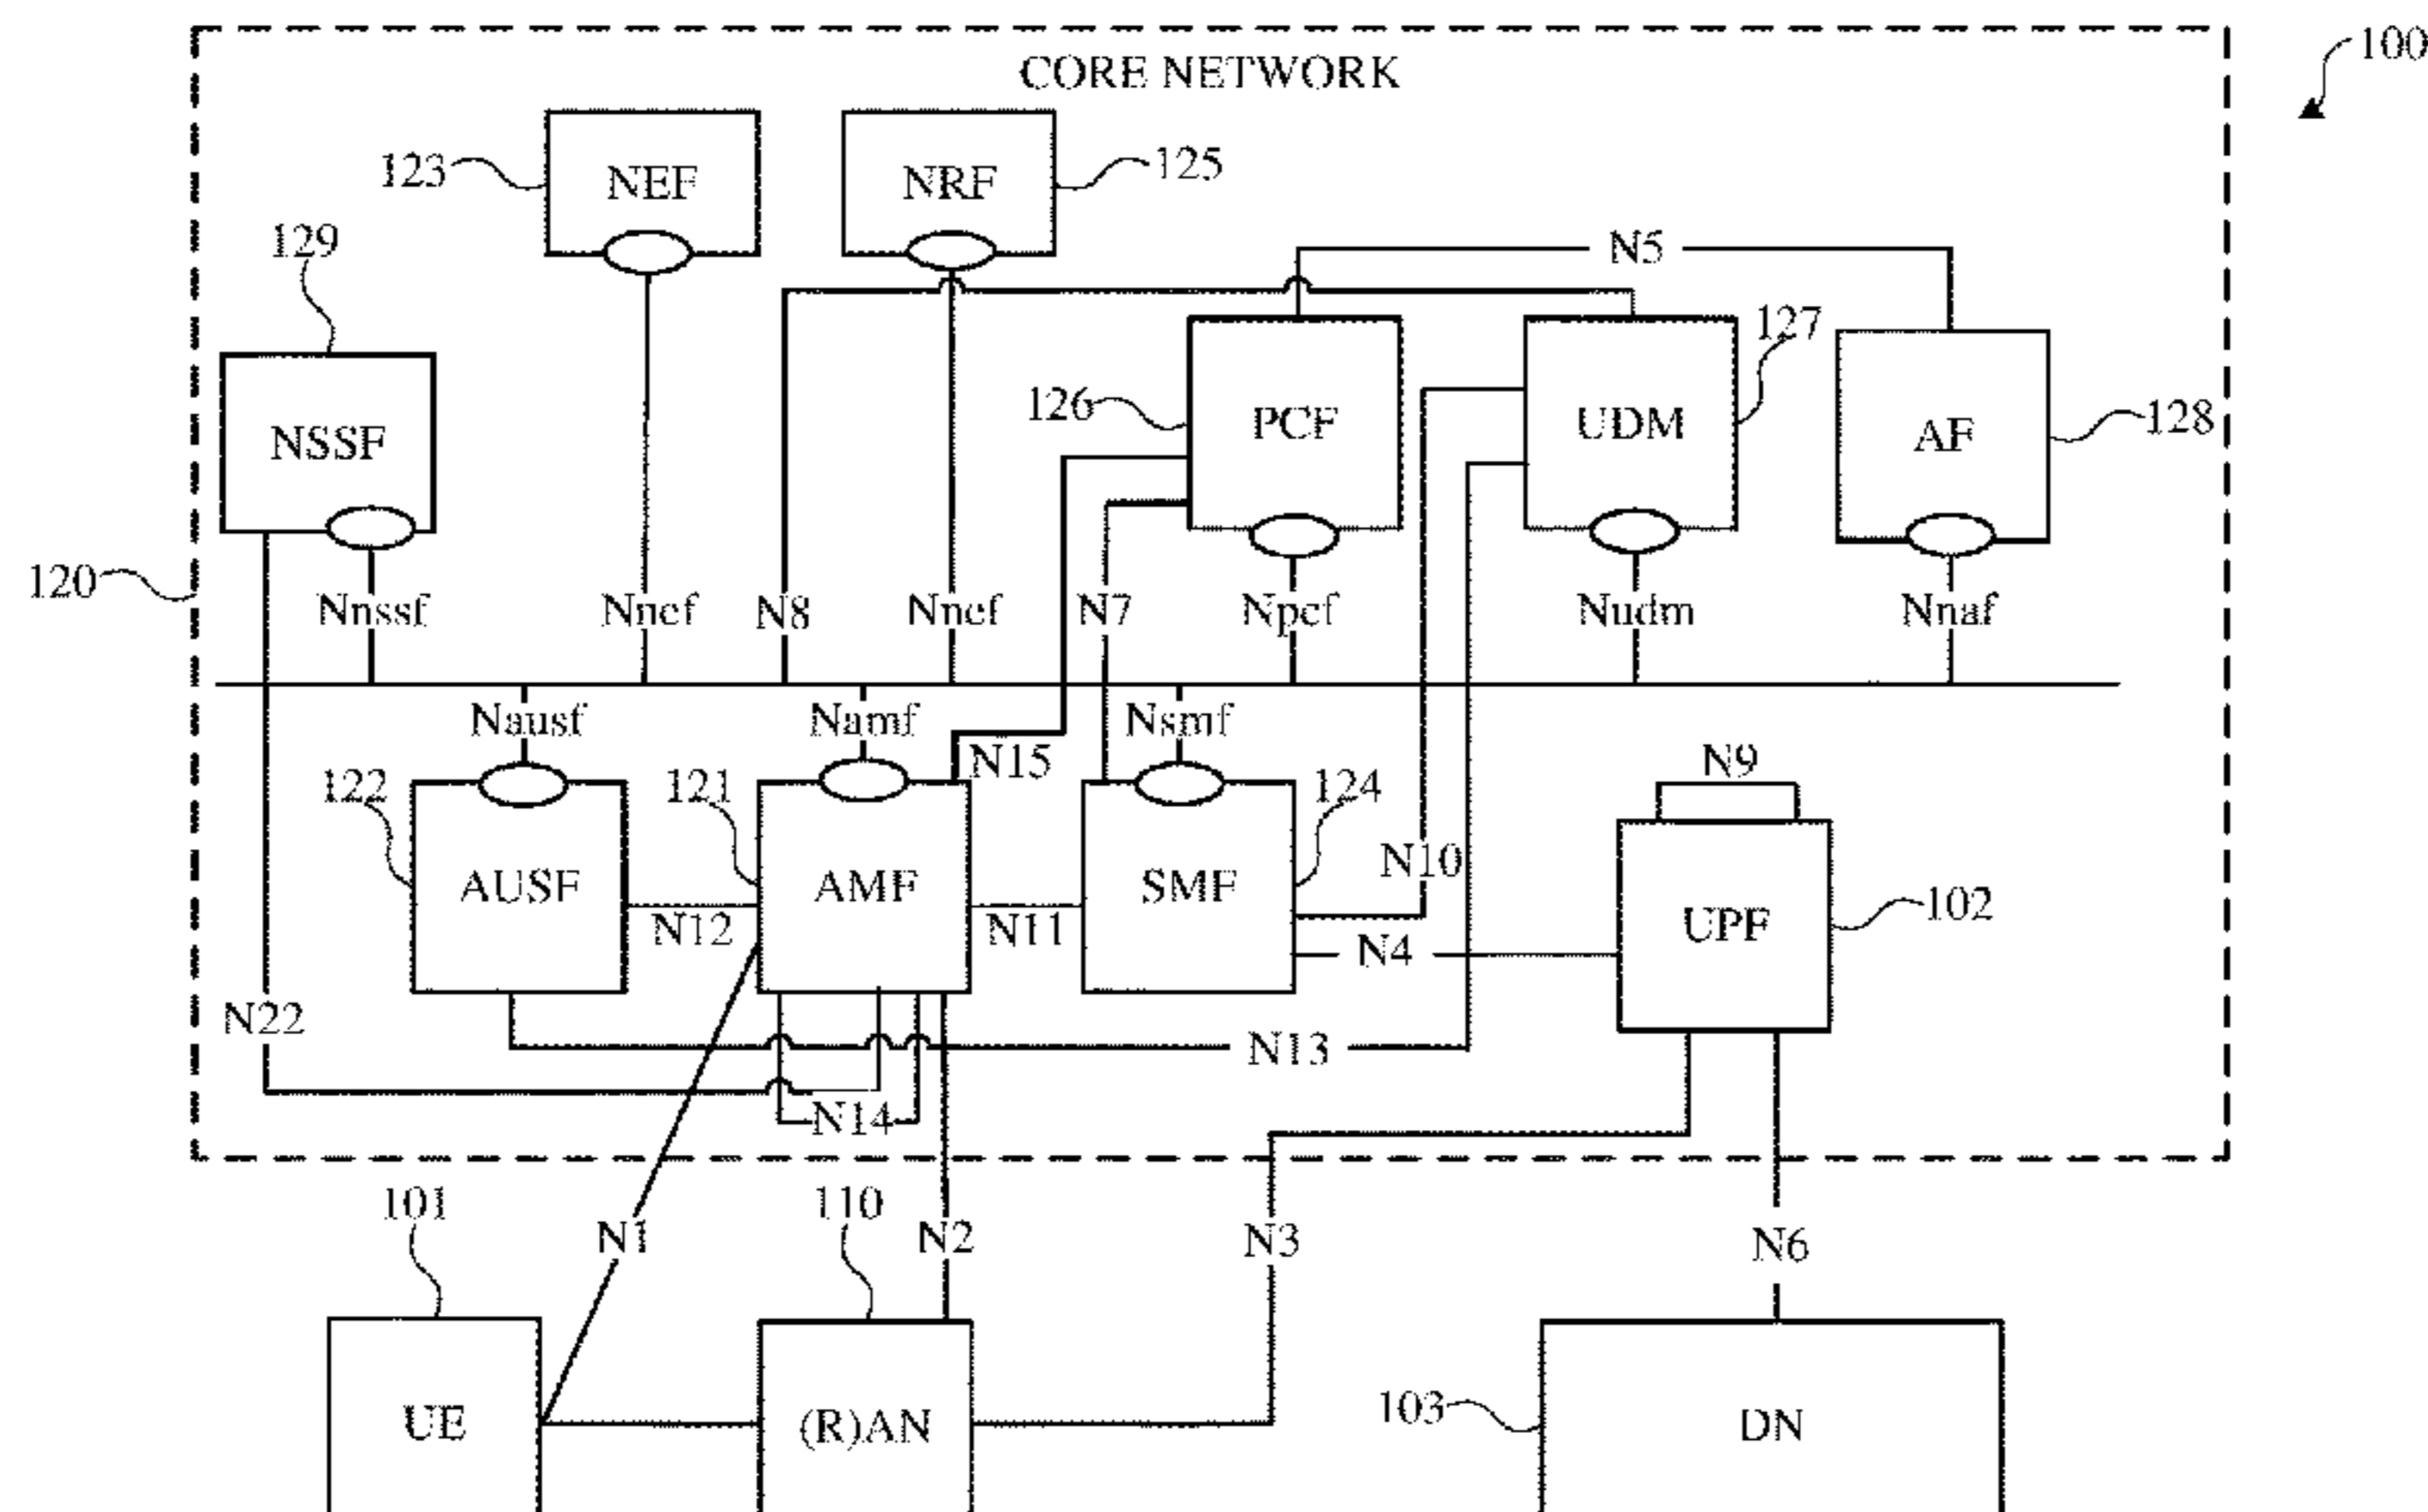 100
CORE NETWORK
123
NEF
NRF
125
129
N5
127
NSSF
126
PCF
UDM
AF
128
120
Nnssf
Nnef
N8
Nnef
N7
Npcf
Nudm
Nnaf
Nausf
Namf
Nsmf
N15
N9
122
121
124
AUSF
AMF
SMF
N10
N12
N11
N4
UPF
102
N22
N13
N14
101
110
N1
N2
N3
N6
UE
(R)AN
103
DN